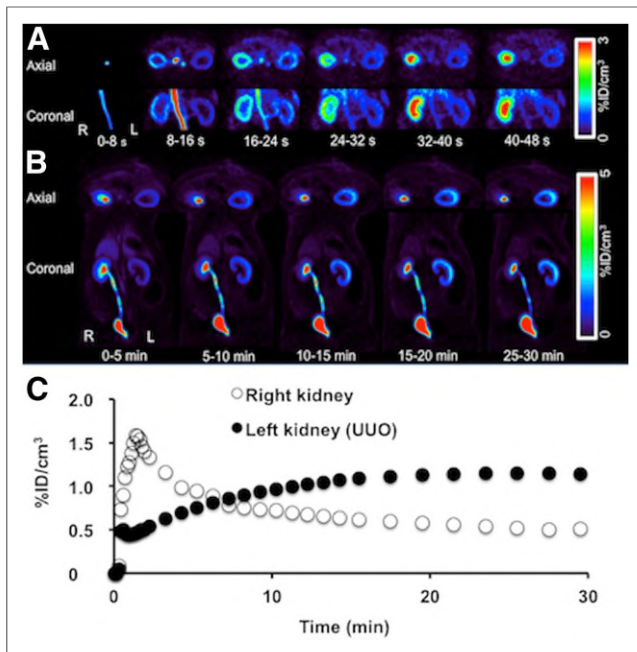 A
Axial
Coronal
R L
0-8 s 8-16 s 16-24 s 24-32 s 32-40 s 40-48 s
3
%ID/cm³
0
B
Axial
Coronal
R L
0-5 min 5-10 min 10-15 min 15-20 min 25-30 min
5
%ID/cm³
0
C
Right kidney
Left kidney (UUO)
%ID/cm³
2.0
1.5
1.0
0.5
0
0 10 20 30
Time (min)